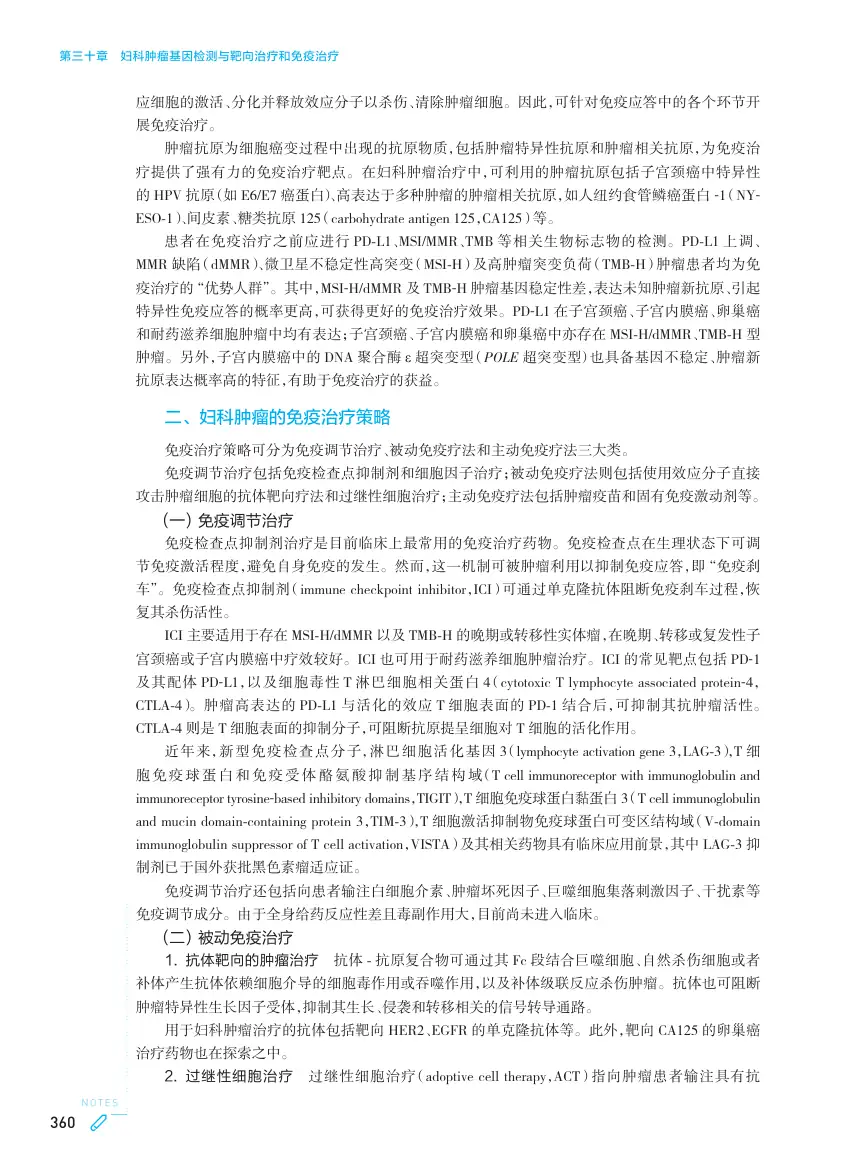 第三十章 妇科肿瘤基因检测与靶向治疗和免疫治疗
应细胞的激活、分化并释放效应分子以杀伤、清除肿瘤细胞。因此,可针对免疫应答中的各个环节开
展免疫治疗。
肿瘤抗原为细胞癌变过程中出现的抗原物质,包括肿瘤特异性抗原和肿瘤相关抗原,为免疫治
疗提供了强有力的免疫治疗靶点。在妇科肿瘤治疗中,可利用的肿瘤抗原包括子宫颈癌中特异性
的 HPV 抗原(如 E6/E7 癌蛋白)、高表达于多种肿瘤的肿瘤相关抗原,如人纽约食管鳞癌蛋白 -1(NY-
ESO-1)、间皮素、糖类抗原 125(carbohydrate antigen 125,CA125)等。
患者在免疫治疗之前应进行 PD-L1、MSI/MMR、TMB 等相关生物标志物的检测。PD-L1 上调、
MMR 缺陷(dMMR)、微卫星不稳定性高突变(MSI-H)及高肿瘤突变负荷(TMB-H)肿瘤患者均为免
疫治疗的“优势人群”。其中,MSI-H/dMMR 及 TMB-H 肿瘤基因稳定性差,表达未知肿瘤新抗原、引起
特异性免疫应答的概率更高,可获得更好的免疫治疗效果。PD-L1 在子宫颈癌、子宫内膜癌、卵巢癌
和耐药滋养细胞肿瘤中均有表达;子宫颈癌、子宫内膜癌和卵巢癌中亦存在 MSI-H/dMMR、TMB-H 型
肿瘤。另外,子宫内膜癌中的 DNA 聚合酶 ε 超突变型(POLE 超突变型)也具备基因不稳定、肿瘤新
抗原表达概率高的特征,有助于免疫治疗的获益。
二、妇科肿瘤的免疫治疗策略
免疫治疗策略可分为免疫调节治疗、被动免疫疗法和主动免疫疗法三大类。
免疫调节治疗包括免疫检查点抑制剂和细胞因子治疗;被动免疫疗法则包括使用效应分子直接
攻击肿瘤细胞的抗体靶向疗法和过继性细胞治疗;主动免疫疗法包括肿瘤疫苗和固有免疫激动剂等。
(一)免疫调节治疗
免疫检查点抑制剂治疗是目前临床上最常用的免疫治疗药物。免疫检查点在生理状态下可调
节免疫激活程度,避免自身免疫的发生。然而,这一机制可被肿瘤利用以抑制免疫应答,即“免疫刹
车”。免疫检查点抑制剂(immune checkpoint inhibitor,ICI)可通过单克隆抗体阻断免疫刹车过程,恢
复其杀伤活性。
ICI 主要适用于存在 MSI-H/dMMR 以及 TMB-H 的晚期或转移性实体瘤,在晚期、转移或复发性子
宫颈癌或子宫内膜癌中疗效较好。ICI 也可用于耐药滋养细胞肿瘤治疗。ICI 的常见靶点包括 PD-1
及其配体 PD-L1,以及细胞毒性 T 淋巴细胞相关蛋白 4(cytotoxic T lymphocyte associated protein-4,
CTLA-4)。肿瘤高表达的 PD-L1 与活化的效应 T 细胞表面的 PD-1 结合后,可抑制其抗肿瘤活性。
CTLA-4 则是 T 细胞表面的抑制分子,可阻断抗原提呈细胞对 T 细胞的活化作用。
近年来,新型免疫检查点分子,淋巴细胞活化基因 3(lymphocyte activation gene 3,LAG-3),T 细
胞免疫球蛋白和免疫受体酪氨酸抑制基序结构域(T cell immunoreceptor with immunoglobulin and
immunoreceptor tyrosine-based inhibitory domains,TIGIT),T 细胞免疫球蛋白黏蛋白 3(T cell immunoglobulin
and mucin domain-containing protein 3,TIM-3),T 细胞激活抑制物免疫球蛋白可变区结构域(V-domain
immunoglobulin suppressor of T cell activation,VISTA)及其相关药物具有临床应用前景,其中 LAG-3 抑
制剂已于国外获批黑色素瘤适应证。
免疫调节治疗还包括向患者输注白细胞介素、肿瘤坏死因子、巨噬细胞集落刺激因子、干扰素等
免疫调节成分。由于全身给药反应性差且毒副作用大,目前尚未进入临床。
(二)被动免疫治疗
1. 抗体靶向的肿瘤治疗 抗体 - 抗原复合物可通过其 Fc 段结合巨噬细胞、自然杀伤细胞或者
补体产生抗体依赖细胞介导的细胞毒作用或吞噬作用,以及补体级联反应杀伤肿瘤。抗体也可阻断
肿瘤特异性生长因子受体,抑制其生长、侵袭和转移相关的信号转导通路。
用于妇科肿瘤治疗的抗体包括靶向 HER2、EGFR 的单克隆抗体等。此外,靶向 CA125 的卵巢癌
治疗药物也在探索之中。
2. 过继性细胞治疗 过继性细胞治疗(adoptive cell therapy,ACT)指向肿瘤患者输注具有抗
NOTES
360